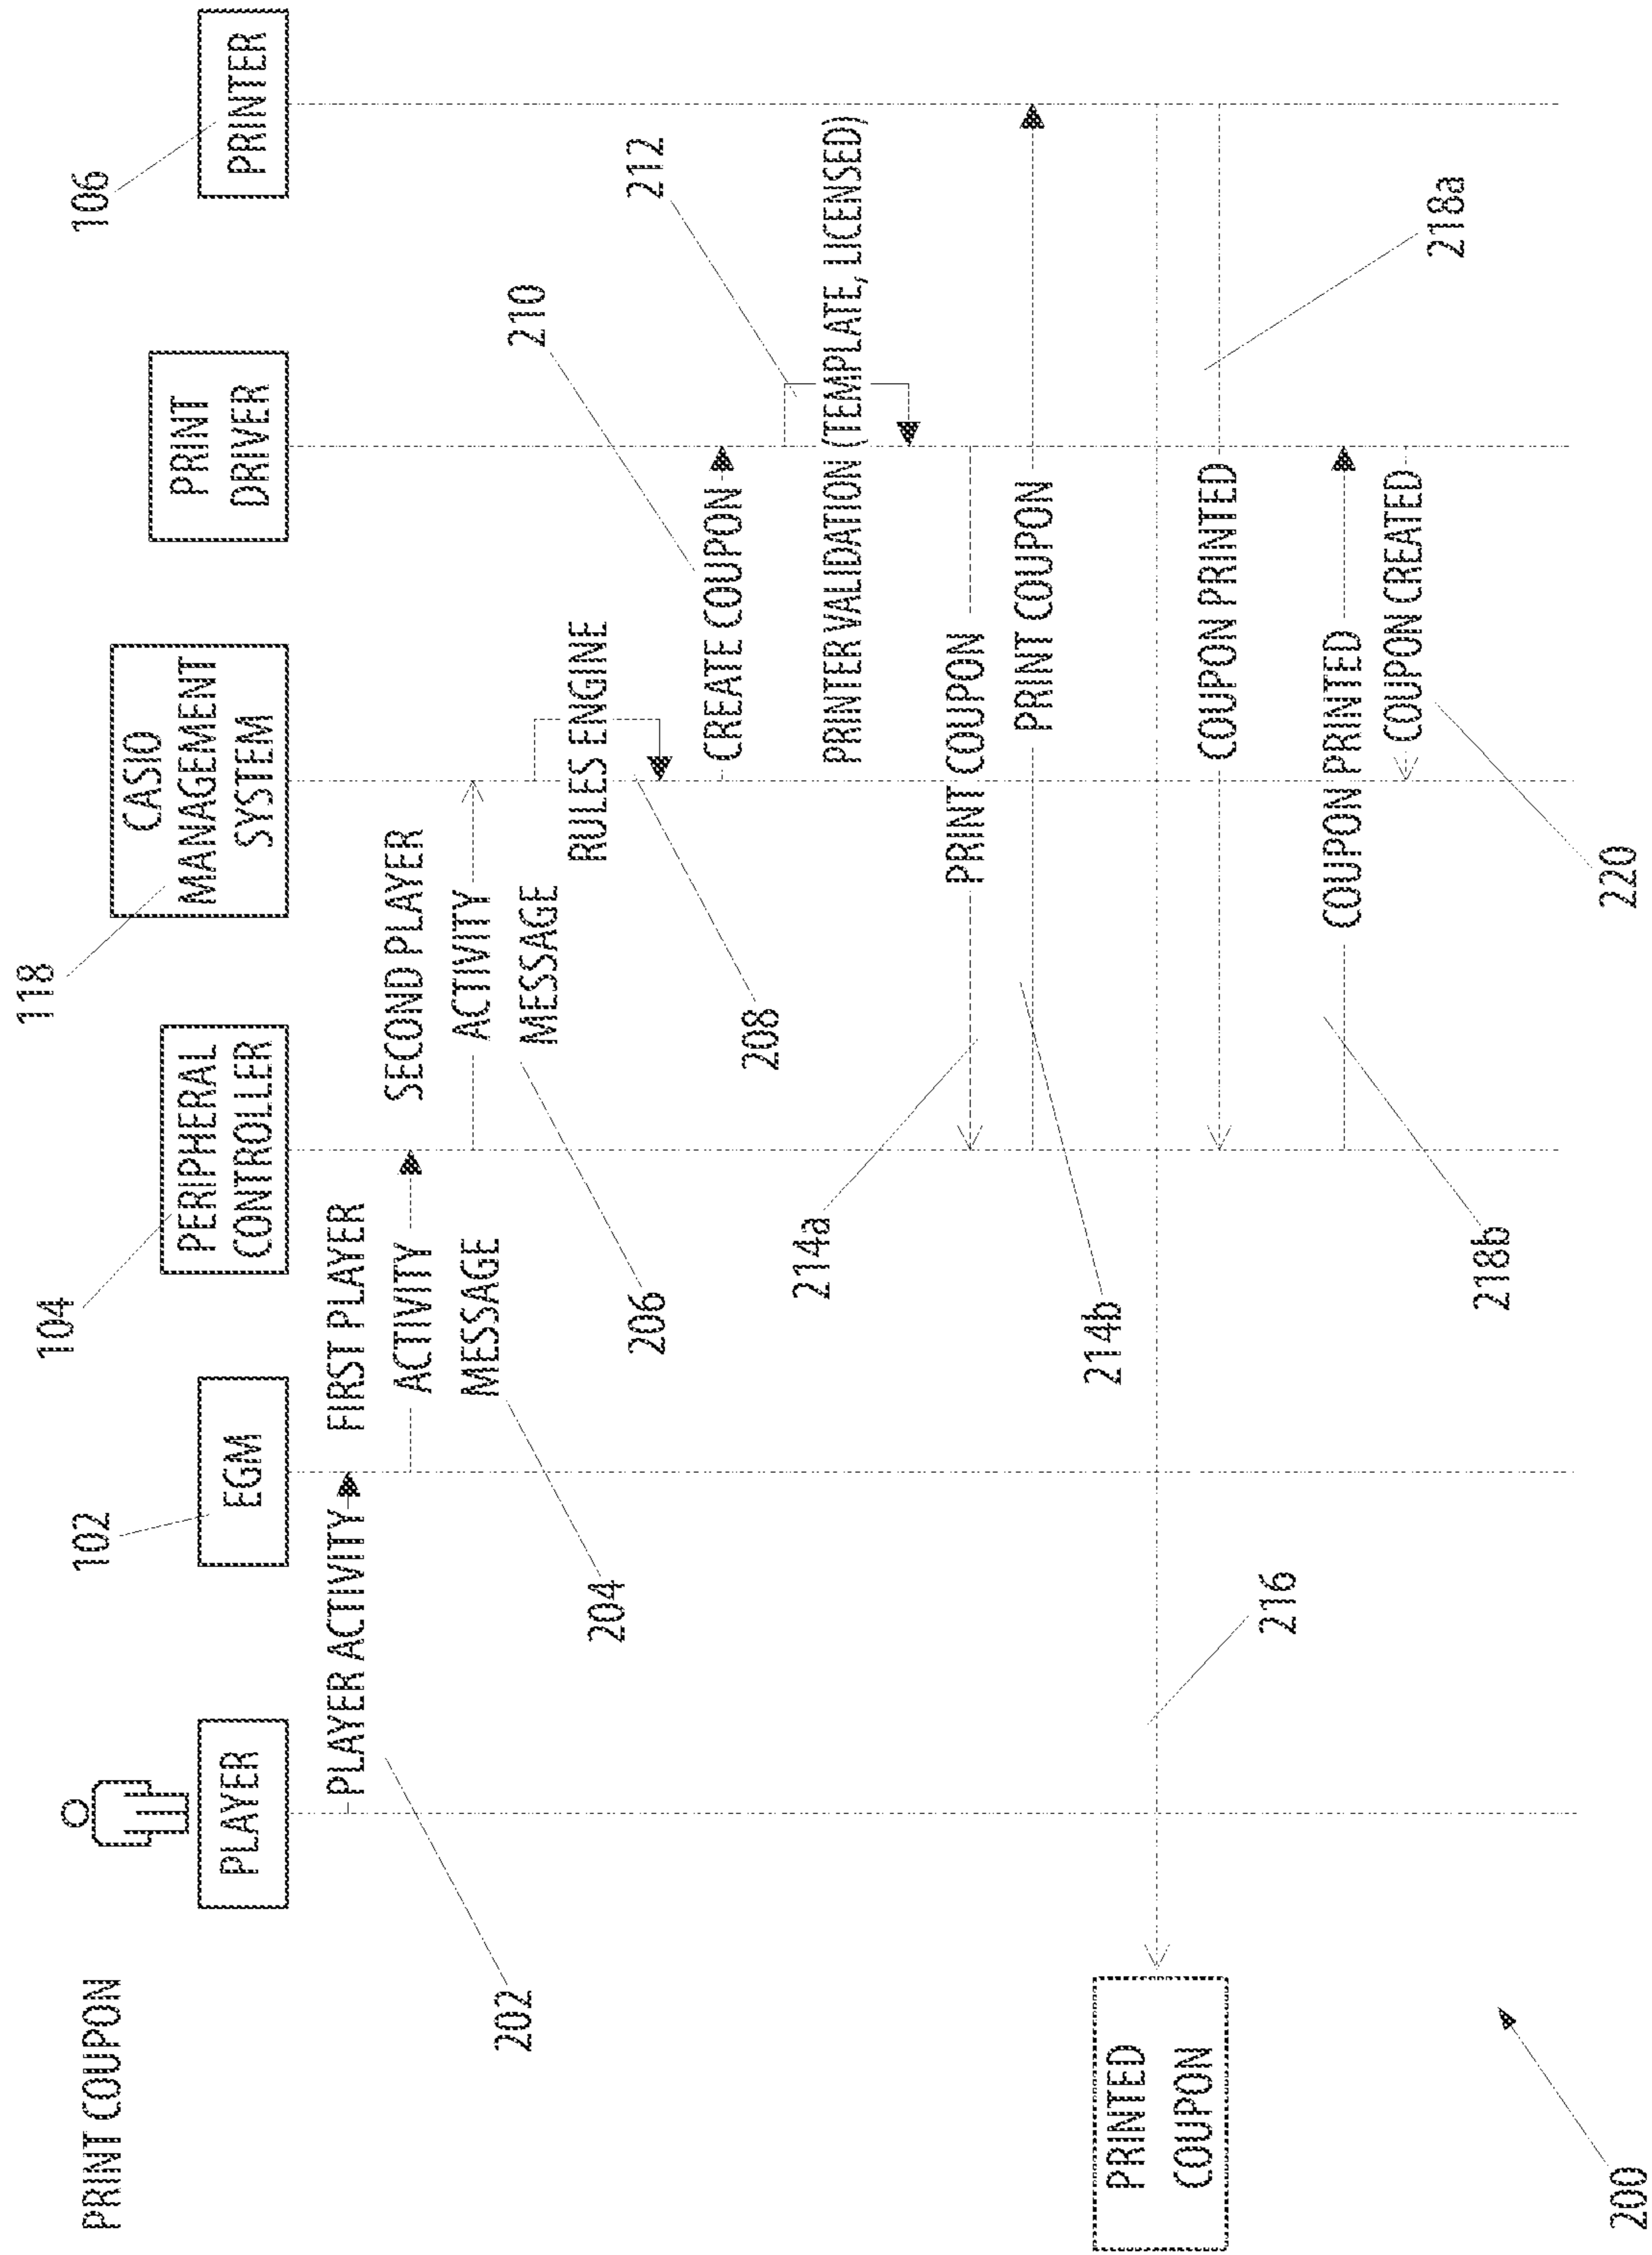 PRINT COUPON
PLAYER
102
EGM
104
PERIPHERAL
CONTROLLER
118
CASIO
MANAGEMENT
SYSTEM
PRINT
DRIVER
106
PRINTER
PLAYER ACTIVITY
202
FIRST PLAYER
ACTIVITY
MESSAGE
204
SECOND PLAYER
ACTIVITY
MESSAGE
206
RULES ENGINE
208
CREATE COUPON
210
212
PRINTER VALIDATION (TEMPLATE, LICENSED)
PRINT COUPON
214a
PRINT COUPON
214b
PRINTED
COUPON
216
COUPON PRINTED
218a
COUPON PRINTED
218b
COUPON CREATED
220
200